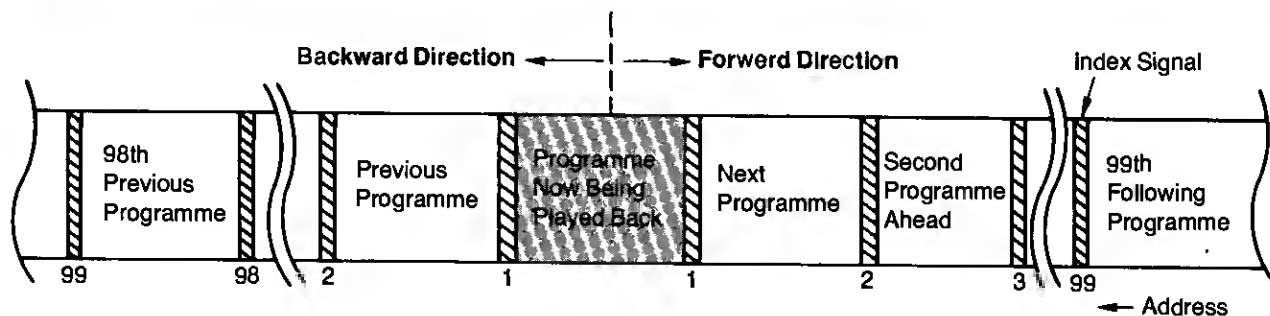 Backward Direction
Forwerd Direction
Index Signal
98th
Previous
Programme
Previous
Programme
Programme
Now Being
Played Back
Next
Programme
Second
Programme
Ahead
99th
Following
Programme
99
98
2
1
1
2
3
99
Address